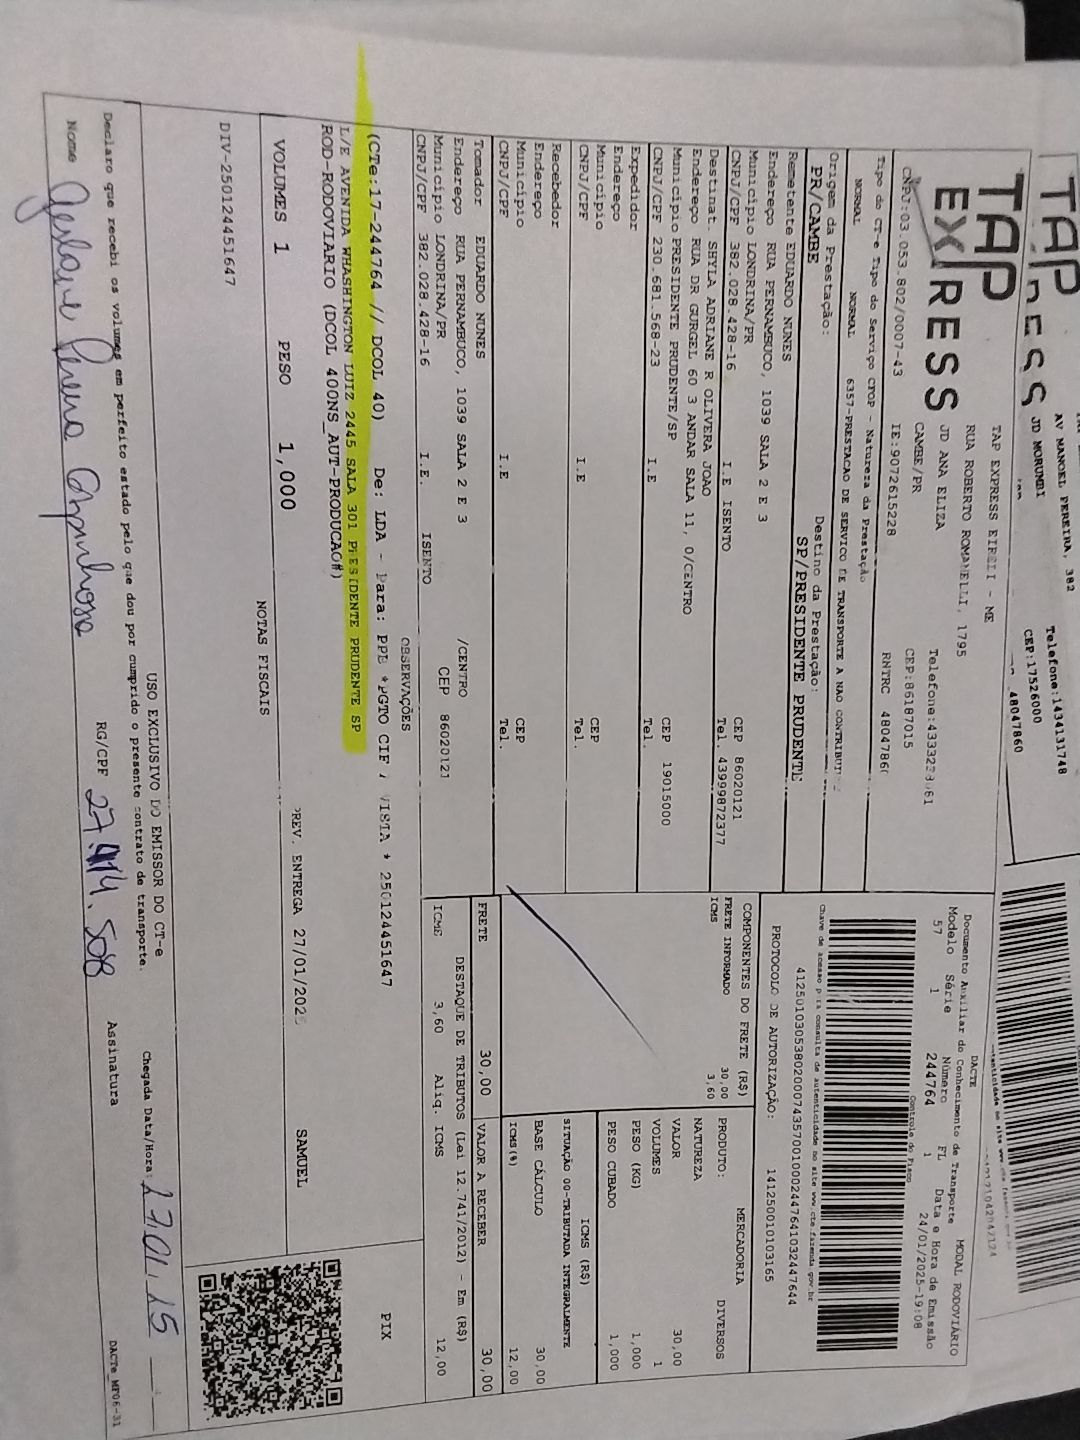 AV MANOEL PEREIRA, 382
JD MORUMBI
Telefone:1434131748
CEP:17526000
48047860
TAP
EXPRESS
TAP EXPRESS EIRELI - ME
RUA ROBERTO ROMANELLI, 1795
JD ANA ELIZA
CAMBE/PR
CEP:86187015
CNPJ:03.053.802/0007-43
IE:9072615228
RNTRC
Tipo do CT-e Tipo do Serviço CFOP - Natureza da Prestação
NORMAL NORMAL 6357-PRESTACAO DE SERVICO DE TRANSPORTE A NAO
Origem da Prestação:
PR/CAMBE
Destino da Prestação:
SP/PRESIDENTE PRUDENTE
DACTE
Documento Auxiliar do Conhecimento de Transporte
MODAL RODOVIÁRIO
Modelo Série Número FL Data e Hora de Emissão
57 1 244764 1 24/01/2025-19:08
Controle do Fisco
Chave de acesso para consulta de autenticidade no site www.cte.fazenda.gov.br
41250103053802000743570010002447641032447644
PROTOCOLO DE AUTORIZAÇÃO: 141250010103165
Remetente EDUARDO NUNES
Endereço RUA PERNAMBUCO, 1039 SALA 2 E 3
Município LONDRINA/PR CEP 86020121
CNPJ/CPF 382.028.428-16 I.E ISENTO Tel. 43999872377
Destinat. SHYLA ADRIANE R OLIVERA JOAO
Endereço RUA DR GURGEL 60 3 ANDAR SALA 11, 0/CENTRO
Município PRESIDENTE PRUDENTE/SP CEP 19015000
CNPJ/CPF 230.681.568-23 I.E Tel.
Expedidor
Endereço
Município CEP
CNPJ/CPF I.E Tel.
Recebedor
Endereço
Município CEP
CNPJ/CPF I.E Tel.
Tomador EDUARDO NUNES
Endereço RUA PERNAMBUCO, 1039 SALA 2 E 3 /CENTRO
Município LONDRINA/PR CEP 86020121
CNPJ/CPF 382.028.428-16 I.E. ISENTO
COMPONENTES DO FRETE (R$)
FRETE INFORMADO 30,00
ICMS 3,60
PRODUTO: MERCADORIA DIVERSOS
NATUREZA
VALOR 30,00
VOLUMES 1
PESO (KG) 1,000
PESO CUBADO 1,000
ICMS (R$)
SITUAÇÃO 00-TRIBUTADA INTEGRALMENTE
BASE CÁLCULO 30,00
ICMS(%) 12,00
FRETE 30,00 VALOR A RECEBER 30,00
DESTAQUE DE TRIBUTOS (Lei 12.741/2012) - Em (R$)
ICMS 3,60 Aliq. ICMS 12,00
OBSERVAÇÕES
(CTe:17-244764 // DCOL 40) De: LDA - Para: PPE *PGTO CIF A VISTA * 250124451647
L/E AVENIDA WHASHINGTON LUIZ 2445 SALA 301 PRESIDENTE PRUDENTE SP
ROD-RODOVIARIO (DCOL 400NS_AUT-PRODUCAO#)
PIX
VOLUMES 1 PESO 1,000 PREV. ENTREGA 27/01/2025 SAMUEL
NOTAS FISCAIS
DIV-250124451647
USO EXCLUSIVO DO EMISSOR DO CT-e
Declaro que recebi os volumes em perfeito estado pelo que dou por cumprido o presente contrato de transporte.
Chegada Data/Hora:
Nome
RG/CPF
Assinatura
DACTe_MF06-31